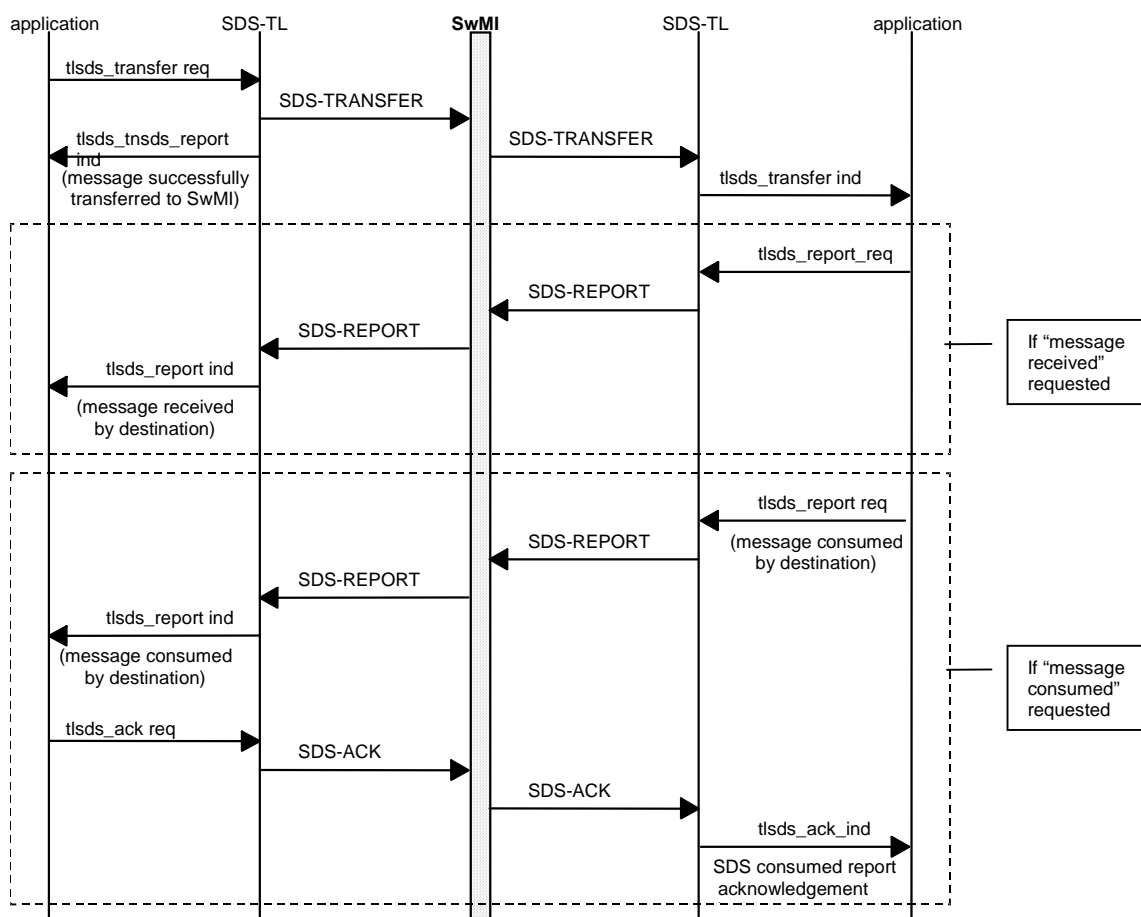 application
SDS-TL
SwMI
SDS-TL
application
tlsds_transfer req
SDS-TRANSFER
tlsds_tnsds_report
ind
(message successfully
transferred to SwMI)
SDS-TRANSFER
tlsds_transfer ind
tlsds_report_req
SDS-REPORT
SDS-REPORT
tlsds_report ind
(message received
by destination)
If “message
received”
requested
tlsds_report req
(message consumed
by destination)
SDS-REPORT
SDS-REPORT
tlsds_report ind
(message consumed
by destination)
If “message
consumed”
requested
tlsds_ack req
SDS-ACK
SDS-ACK
tlsds_ack_ind
SDS consumed report
acknowledgement